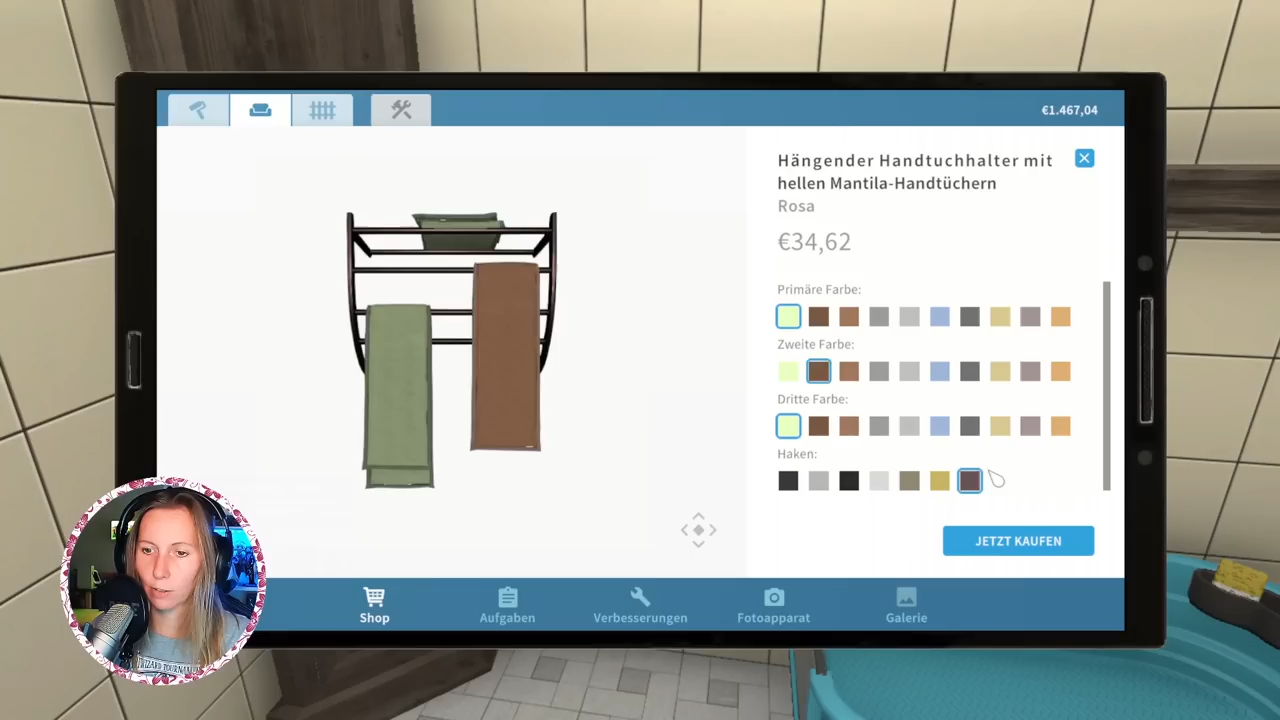 €1.467,04
Hängender Handtuchhalter mit
hellen Mantila-Handtüchern
Rosa
€34,62
Primäre Farbe:
Zweite Farbe:
Dritte Farbe:
Haken:
JETZT KAUFEN
Shop
Aufgaben
Verbesserungen
Fotoapparat
Galerie